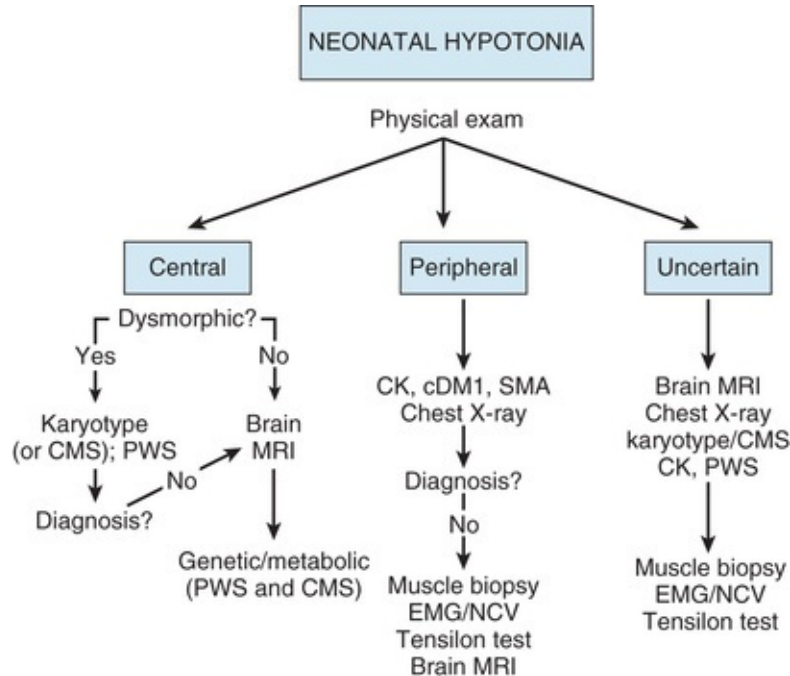 NEONATAL HYPOTONIA
Physical exam
Central
Dysmorphic?
Yes
No
Karyotype
(or CMS); PWS
Diagnosis?
No
Brain
MRI
Genetic/metabolic
(PWS and CMS)
Peripheral
CK, cDM1, SMA
Chest X-ray
Diagnosis?
No
Muscle biopsy
EMG/NCV
Tensilon test
Brain MRI
Uncertain
Brain MRI
Chest X-ray
karyotype/CMS
CK, PWS
Muscle biopsy
EMG/NCV
Tensilon test